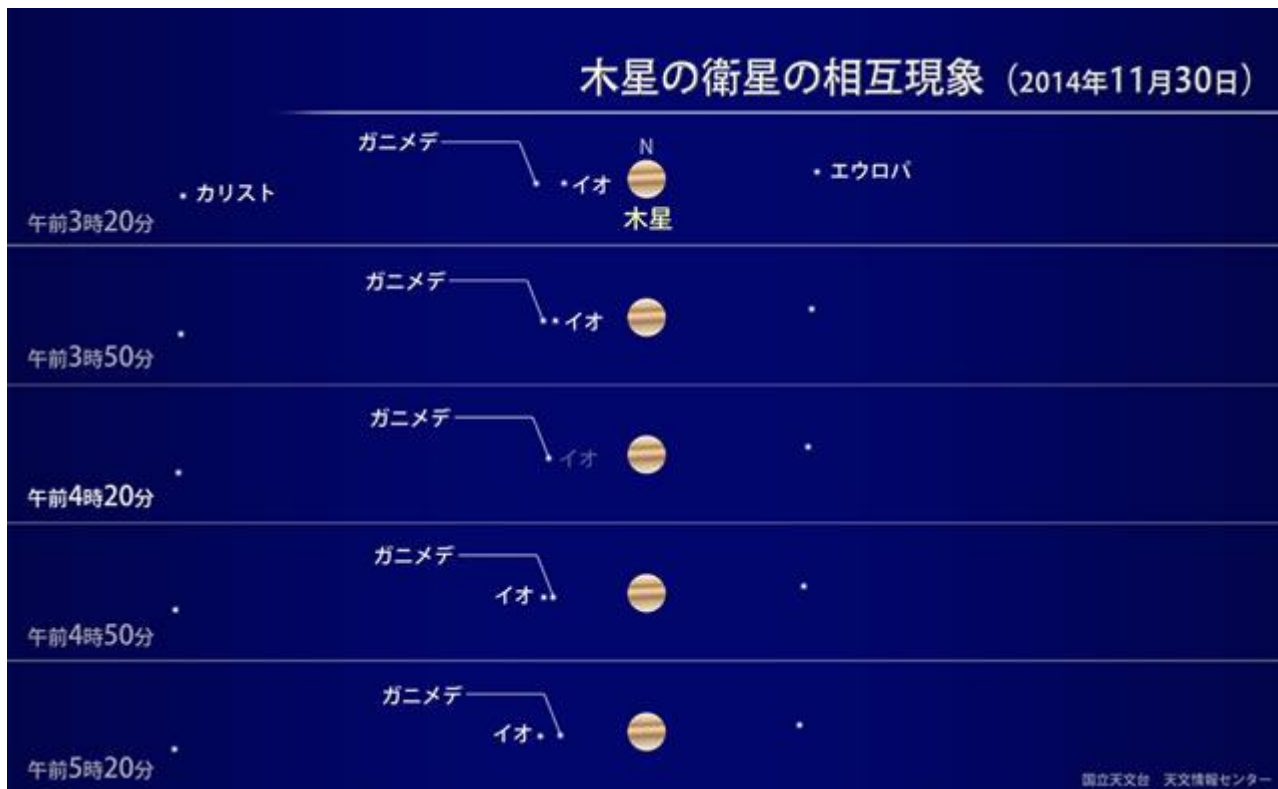 木星の衛星の相互現象(2014年11月30日)
ガニメデ
N
カリスト
イオ
エウロパ
木星
午前3時20分
ガニメデ
イオ
午前3時50分
ガニメデ
イオ
午前4時20分
ガニメデ
イオ
午前4時50分
ガニメデ
イオ
午前5時20分
国立天文台 天文情報センター